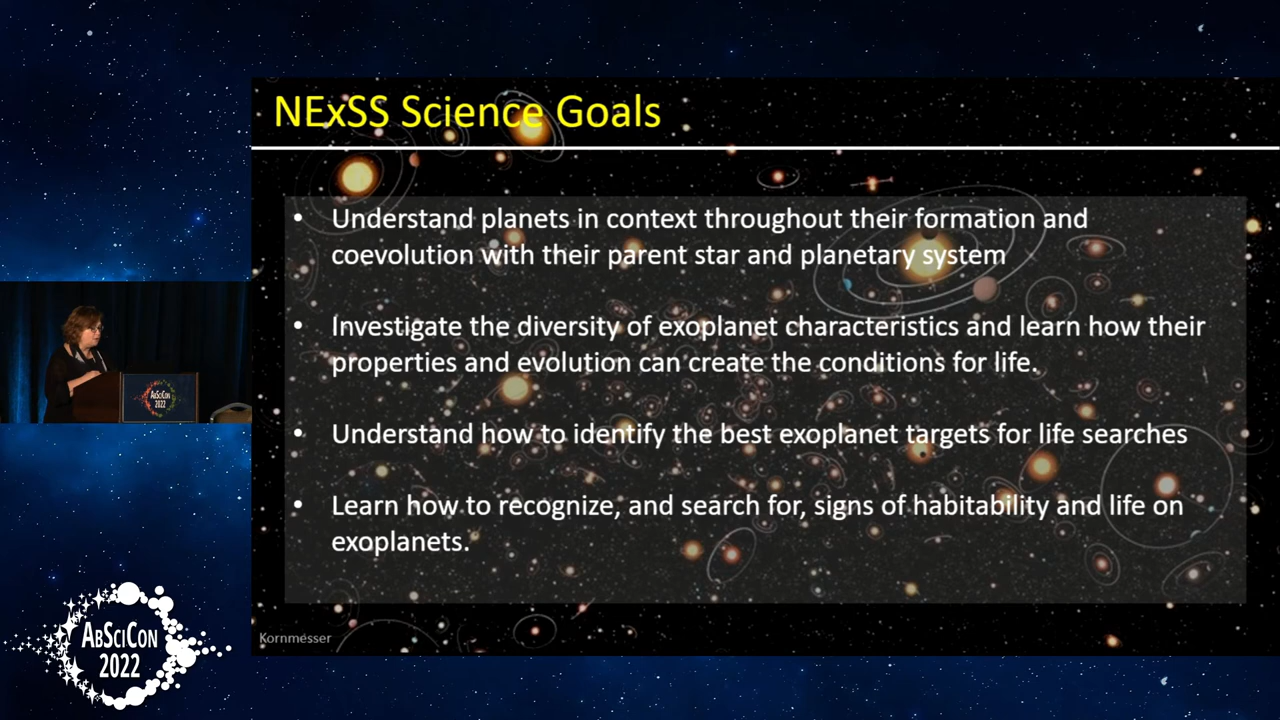 NExSS Science Goals
• Understand planets in context throughout their formation and
coevolution with their parent star and planetary system
• Investigate the diversity of exoplanet characteristics and learn how their
properties and evolution can create the conditions for life.
• Understand how to identify the best exoplanet targets for life searches
• Learn how to recognize, and search for, signs of habitability and life on
exoplanets.
Kornmesser
AbSciCon
2022
AbSciCon
2022